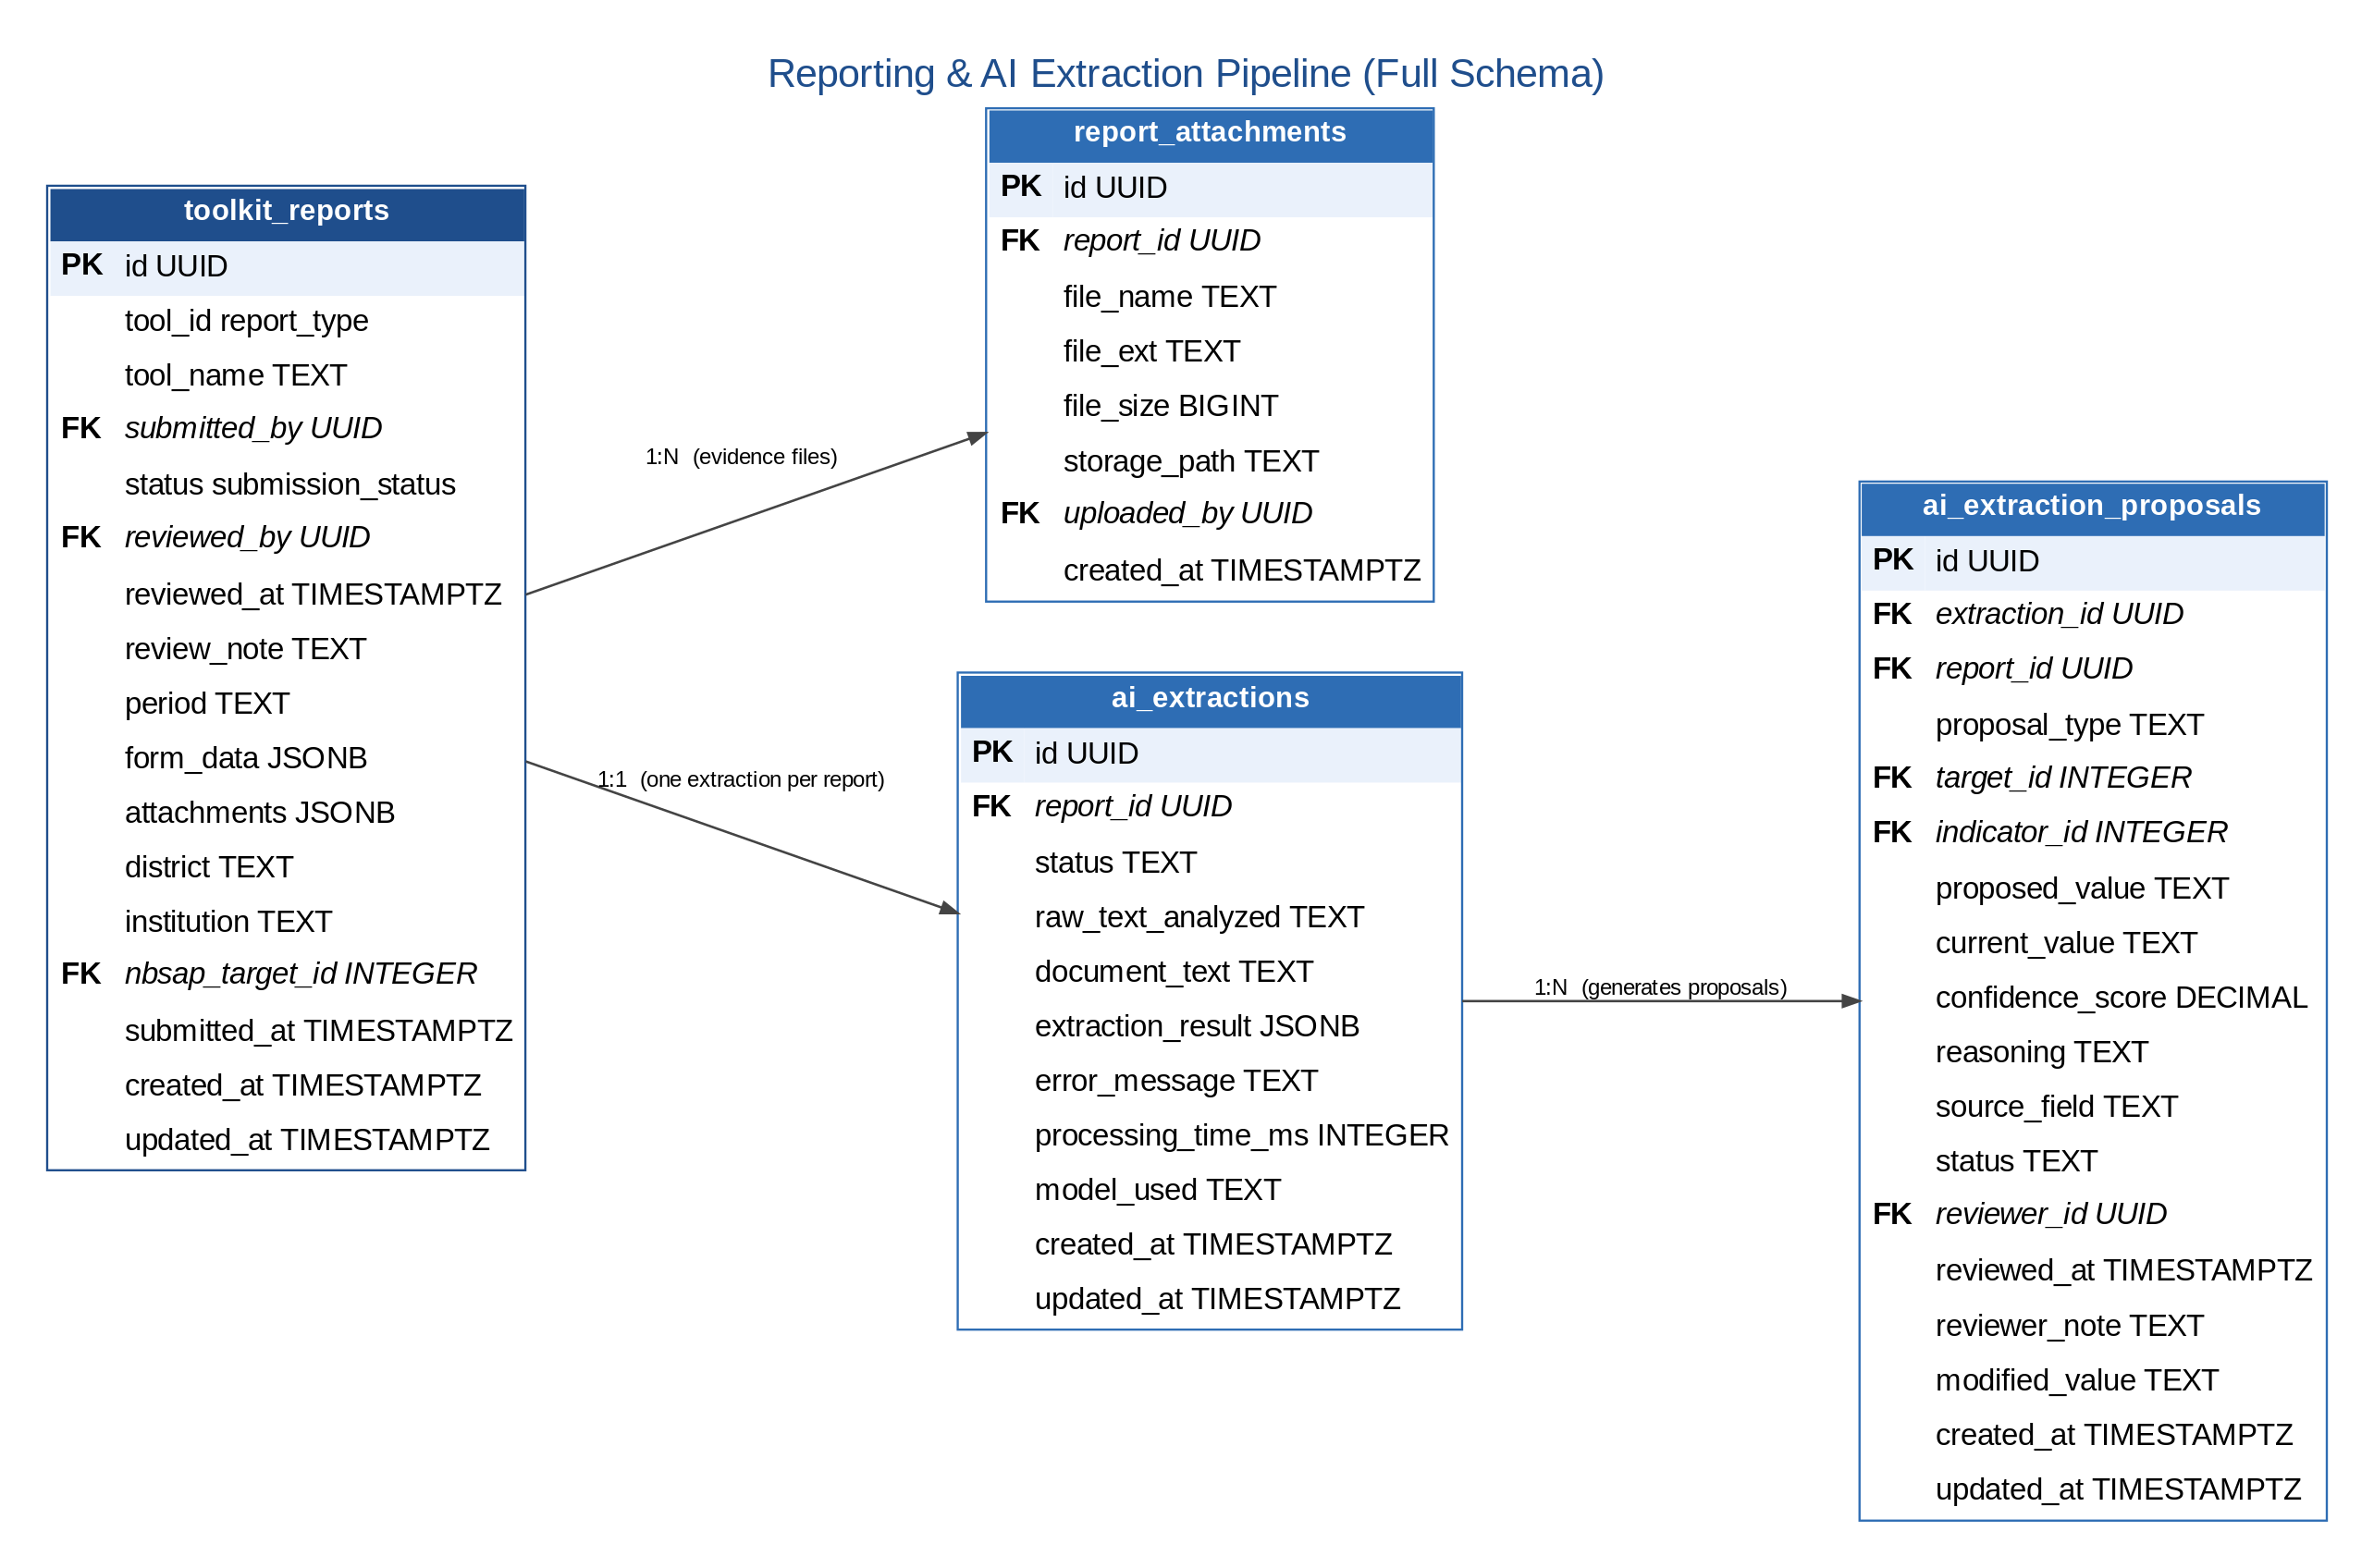 Reporting & AI Extraction Pipeline (Full Schema)
toolkit_reports
PK id UUID
tool_id report_type
tool_name TEXT
FK submitted_by UUID
status submission_status
FK reviewed_by UUID
reviewed_at TIMESTAMPTZ
review_note TEXT
period TEXT
form_data JSONB
attachments JSONB
district TEXT
institution TEXT
FK nbsap_target_id INTEGER
submitted_at TIMESTAMPTZ
created_at TIMESTAMPTZ
updated_at TIMESTAMPTZ
1:N (evidence files)
1:1 (one extraction per report)
report_attachments
PK id UUID
FK report_id UUID
file_name TEXT
file_ext TEXT
file_size BIGINT
storage_path TEXT
FK uploaded_by UUID
created_at TIMESTAMPTZ
ai_extractions
PK id UUID
FK report_id UUID
status TEXT
raw_text_analyzed TEXT
document_text TEXT
extraction_result JSONB
error_message TEXT
processing_time_ms INTEGER
model_used TEXT
created_at TIMESTAMPTZ
updated_at TIMESTAMPTZ
1:N (generates proposals)
ai_extraction_proposals
PK id UUID
FK extraction_id UUID
FK report_id UUID
proposal_type TEXT
FK target_id INTEGER
FK indicator_id INTEGER
proposed_value TEXT
current_value TEXT
confidence_score DECIMAL
reasoning TEXT
source_field TEXT
status TEXT
FK reviewer_id UUID
reviewed_at TIMESTAMPTZ
reviewer_note TEXT
modified_value TEXT
created_at TIMESTAMPTZ
updated_at TIMESTAMPTZ